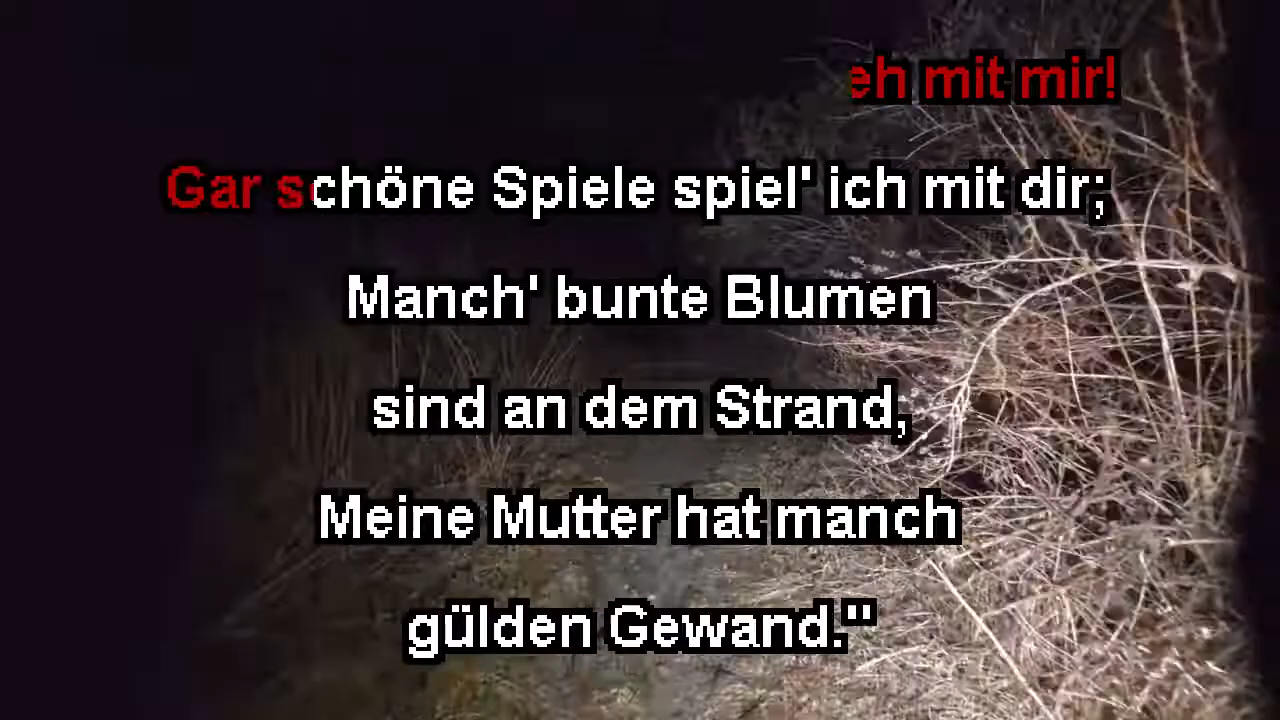 eh mit mir!
Gar schöne Spiele spiel' ich mit dir;
Manch' bunte Blumen
sind an dem Strand,
Meine Mutter hat manch
gülden Gewand."